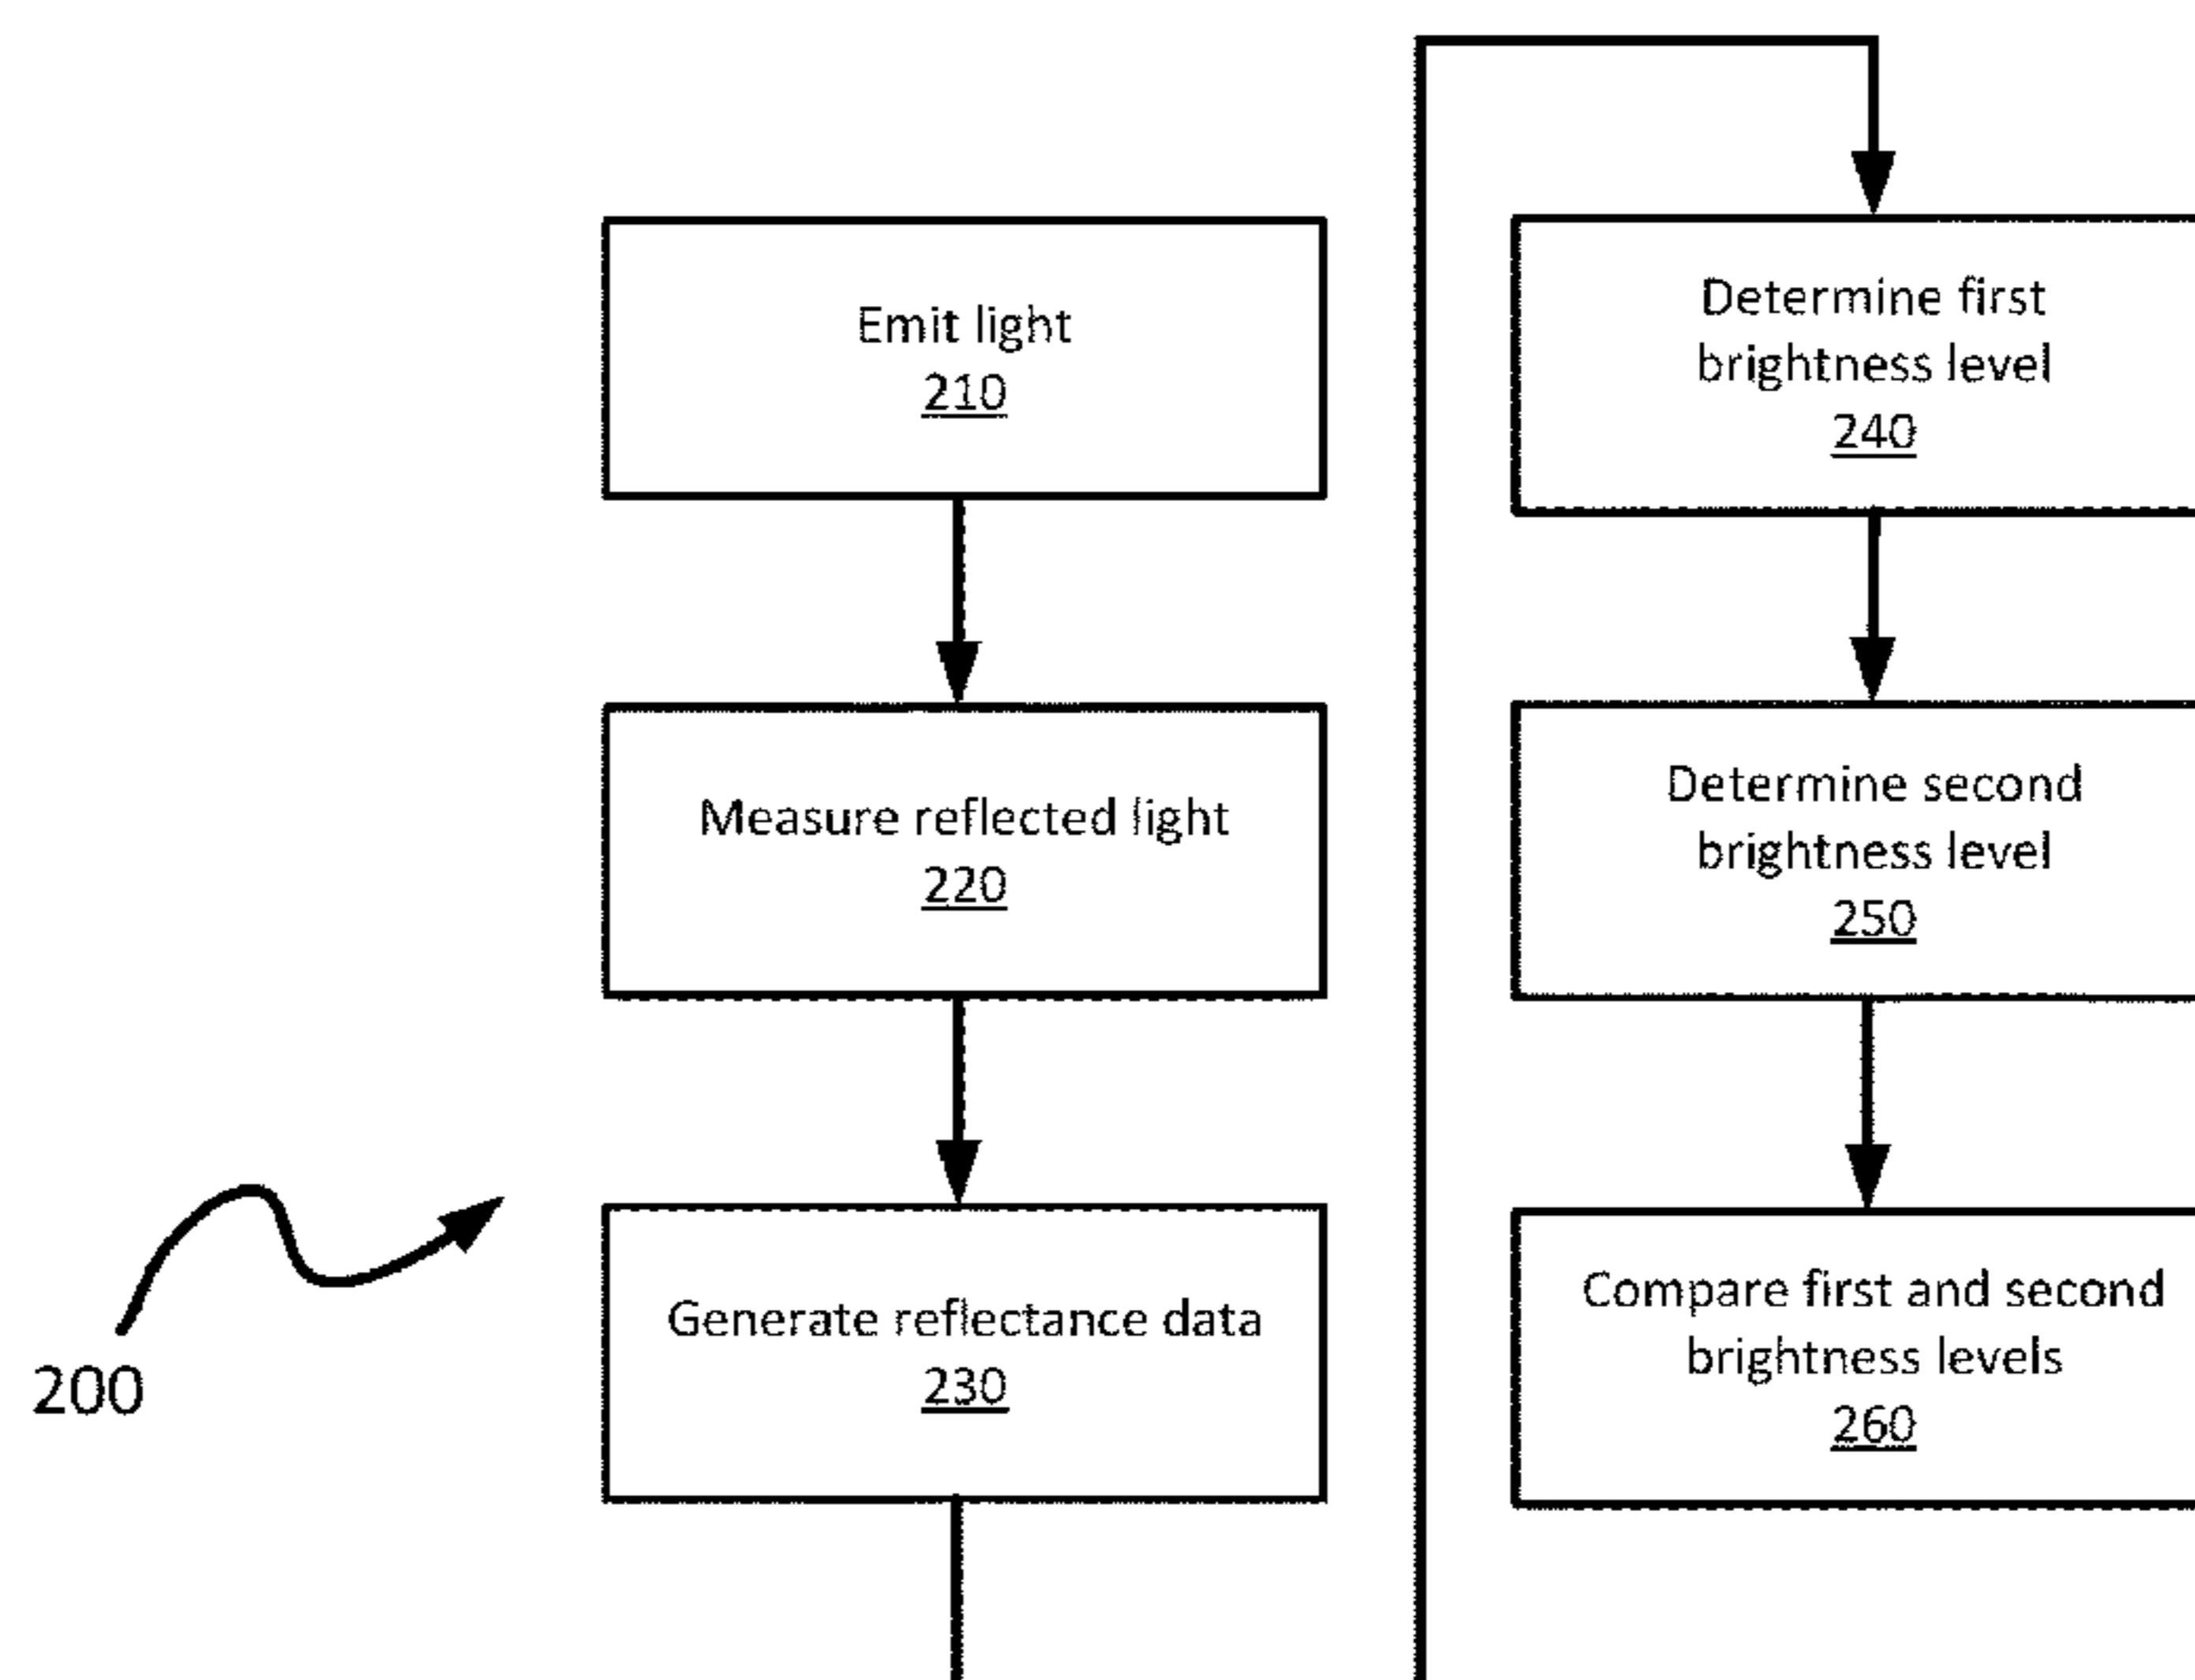 Emit light
210
Measure reflected light
220
Generate reflectance data
230
200
Determine first
brightness level
240
Determine second
brightness level
250
Compare first and second
brightness levels
260